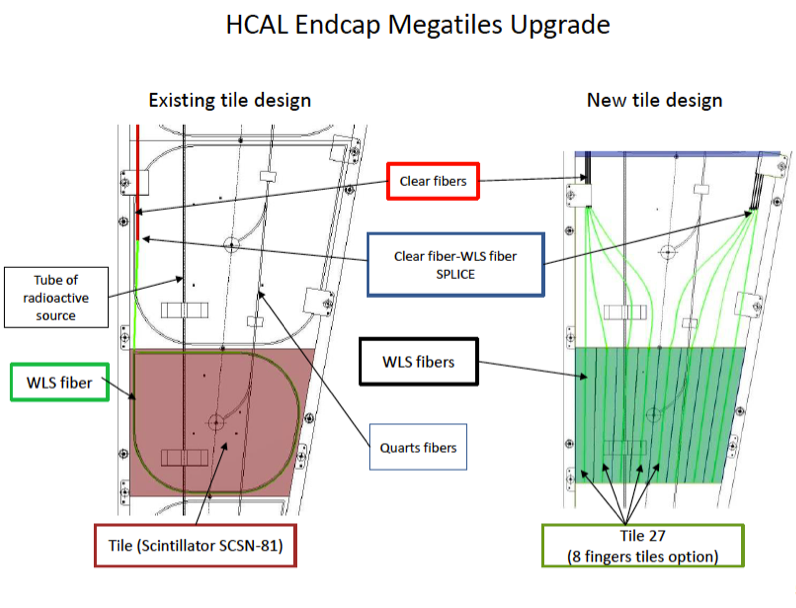 HCAL Endcap Megatiles Upgrade
Existing tile design
New tile design
Clear fibers
Clear fiber-WLS fiber
SPLICE
Tube of
radioactive
source
WLS fibers
WLS fiber
Quarts fibers
Tile (Scintillator SCSN-81)
Tile 27
(8 fingers tiles option)